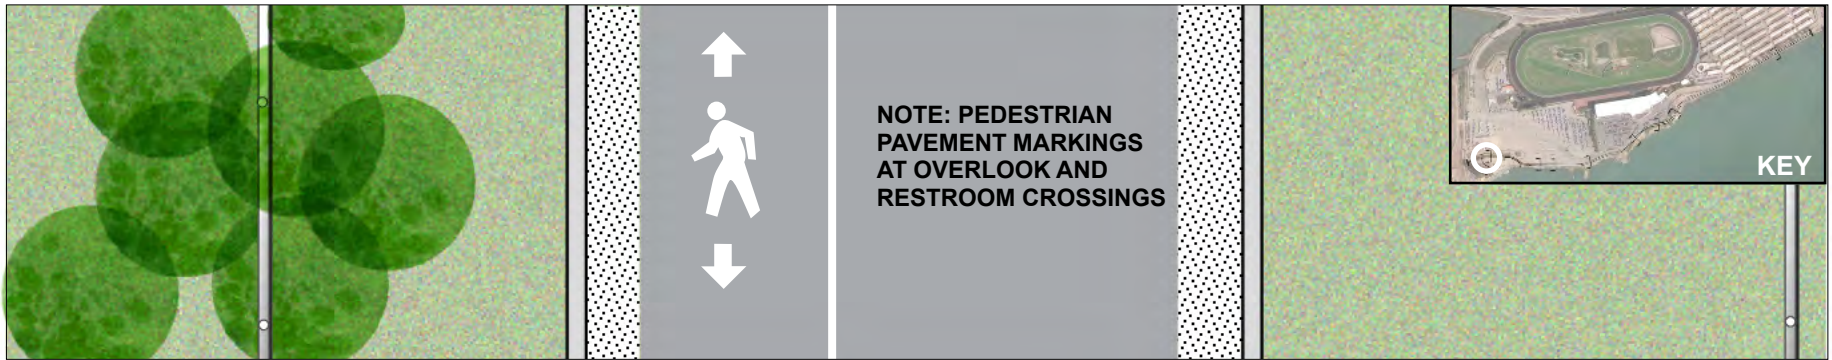 NOTE: PEDESTRIAN
PAVEMENT MARKINGS
AT OVERLOOK AND
RESTROOM CROSSINGS
KEY